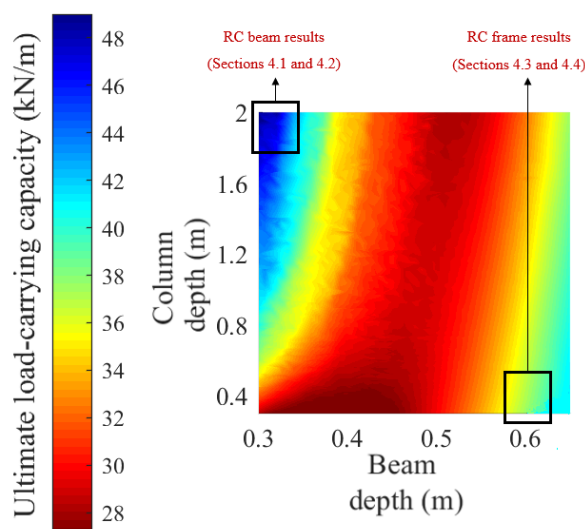 RC beam results
(Sections 4.1 and 4.2)
RC frame results
(Sections 4.3 and 4.4)
Ultimate load-carrying capacity (kN/m)
48
46
44
42
40
38
36
34
32
30
28
Column
depth (m)
2
1.6
1.2
0.8
0.4
0.3
0.4
0.5
0.6
Beam
depth (m)